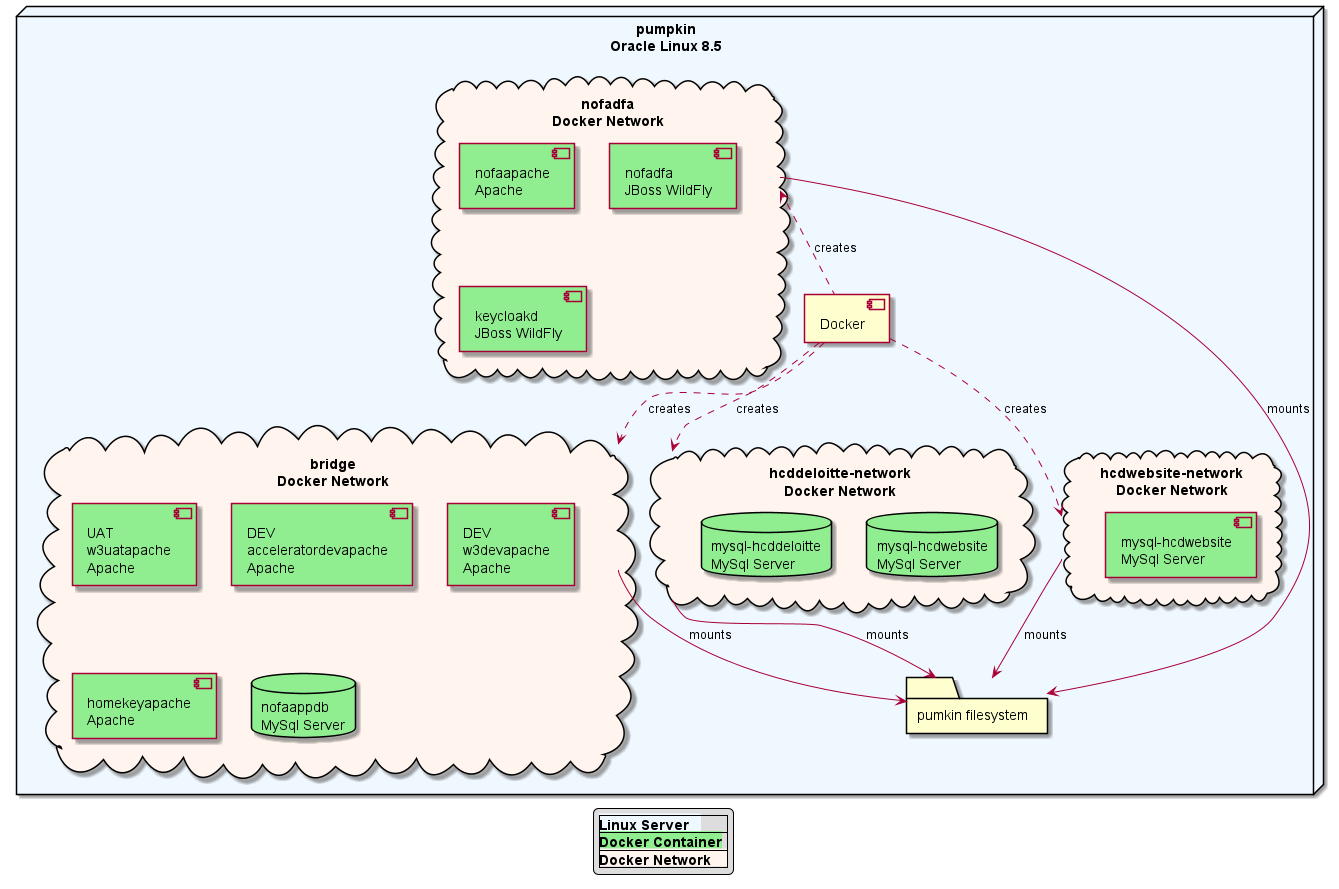 pumpkin
Oracle Linux 8.5
nofadfa
Docker Network
nofaapache
Apache
nofadfa
JBoss WildFly
creates
keycloakd
JBoss WildFly
Docker
creates
creates
creates
mounts
bridge
Docker Network
UAT
w3uatapache
Apache
DEV
acceleratordevapache
Apache
DEV
w3devapache
Apache
homekeyapache
Apache
nofaappdb
MySql Server
hcddeloitte-network
Docker Network
mysql-hcddeloitte
MySql Server
mysql-hcdwebsite
MySql Server
hcdwebsite-network
Docker Network
mysql-hcdwebsite
MySql Server
mounts
mounts
mounts
pumkin filesystem
Linux Server
Docker Container
Docker Network